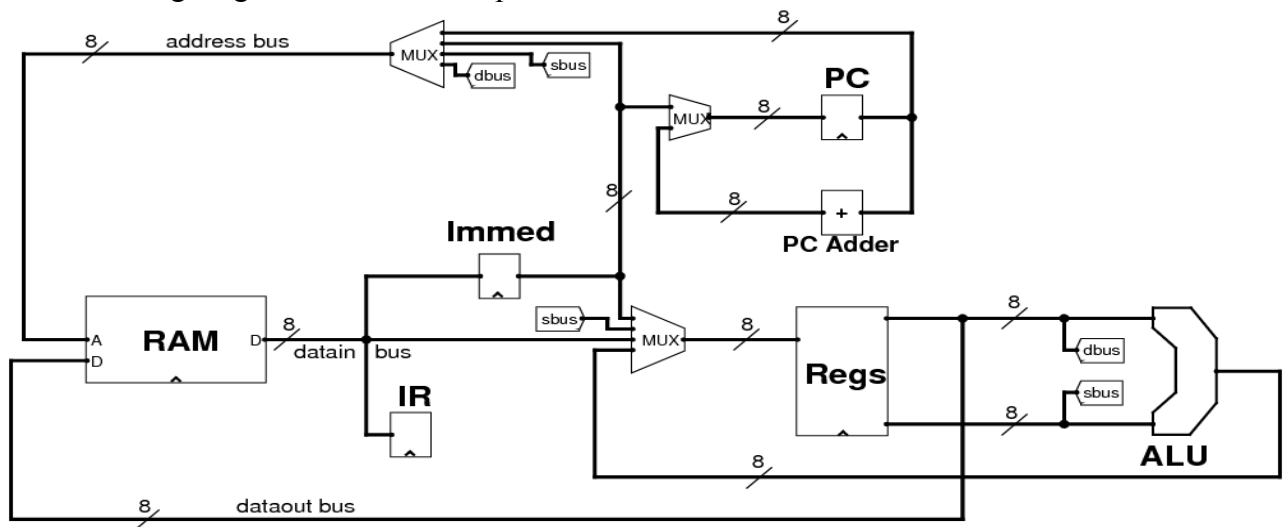 8
8
address bus
MUX
sbus
dbus
PC
MUX
8
8
8
+
PC Adder
Immed
sbus
8
8
A
RAM
D
8
MUX
8
D
datain bus
Regs
dbus
sbus
IR
8
ALU
8
8
dataout bus